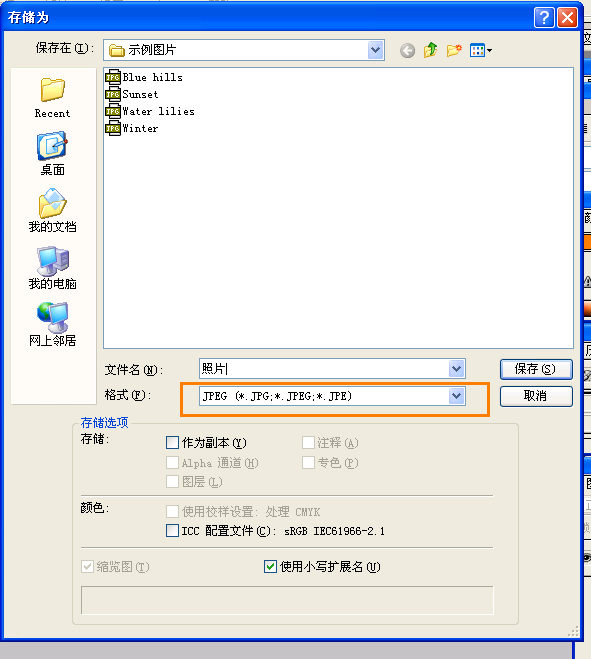 存储为
保存在(I):
示例图片
Recent
桌面
我的文档
我的电脑
网上邻居
JPG Blue hills
JPG Sunset
JPG Water lilies
JPG Winter
文件名(N):
照片
保存(S)
格式(F):
JPEG (*.JPG;*.JPEG;*.JPE)
取消
存储选项
存储:
作为副本(Y)
注释(A)
Alpha 通道(H)
专色(P)
图层(L)
颜色:
使用校样设置: 处理 CMYK
ICC 配置文件(C): sRGB IEC61966-2.1
缩览图(T)
使用小写扩展名(U)